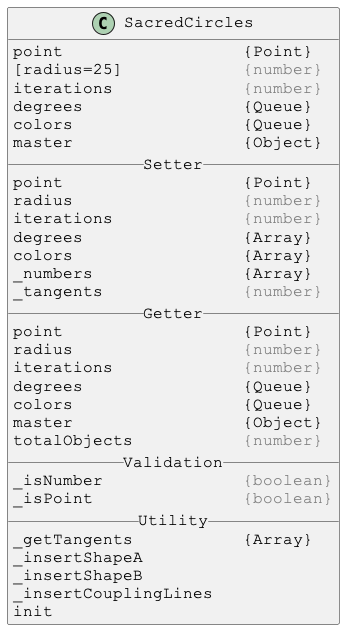 C SacredCircles
point {Point}
[radius=25] {number}
iterations {number}
degrees {Queue}
colors {Queue}
master {Object}
Setter
point {Point}
radius {number}
iterations {number}
degrees {Array}
colors {Array}
_numbers {Array}
_tangents {number}
Getter
point {Point}
radius {number}
iterations {number}
degrees {Queue}
colors {Queue}
master {Object}
totalObjects {number}
Validation
_isNumber {boolean}
_isPoint {boolean}
Utility
_getTangents {Array}
_insertShapeA
_insertShapeB
_insertCouplingLines
init